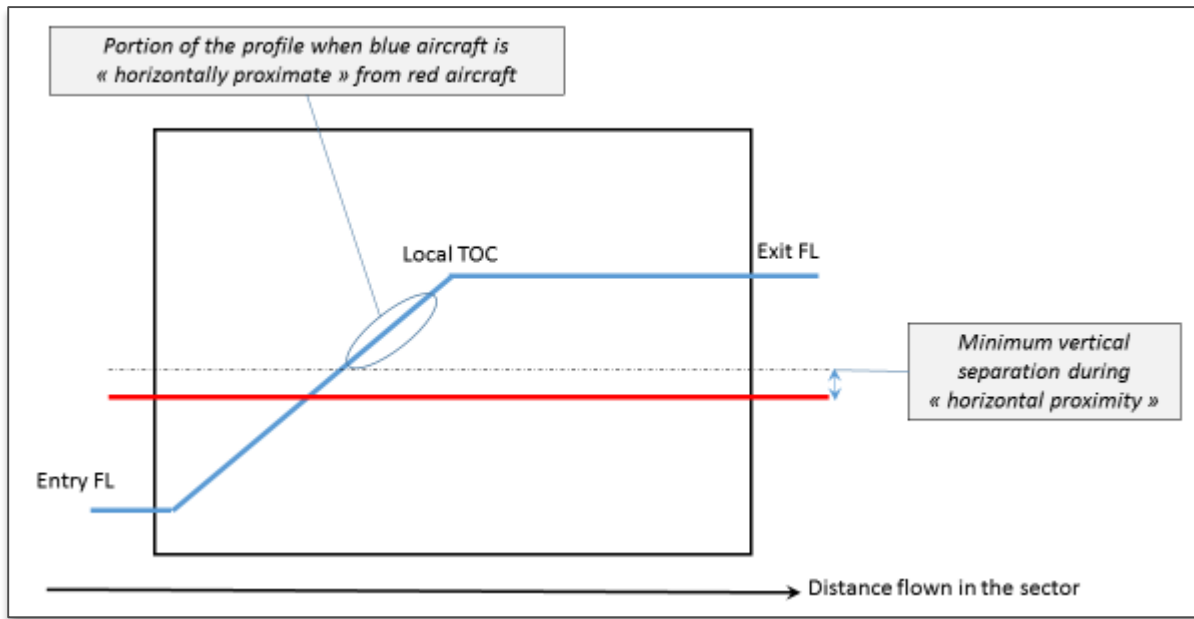 Portion of the profile when blue aircraft is
« horizontally proximate » from red aircraft
Local TOC
Exit FL
Minimum vertical
separation during
« horizontal proximity »
Entry FL
Distance flown in the sector